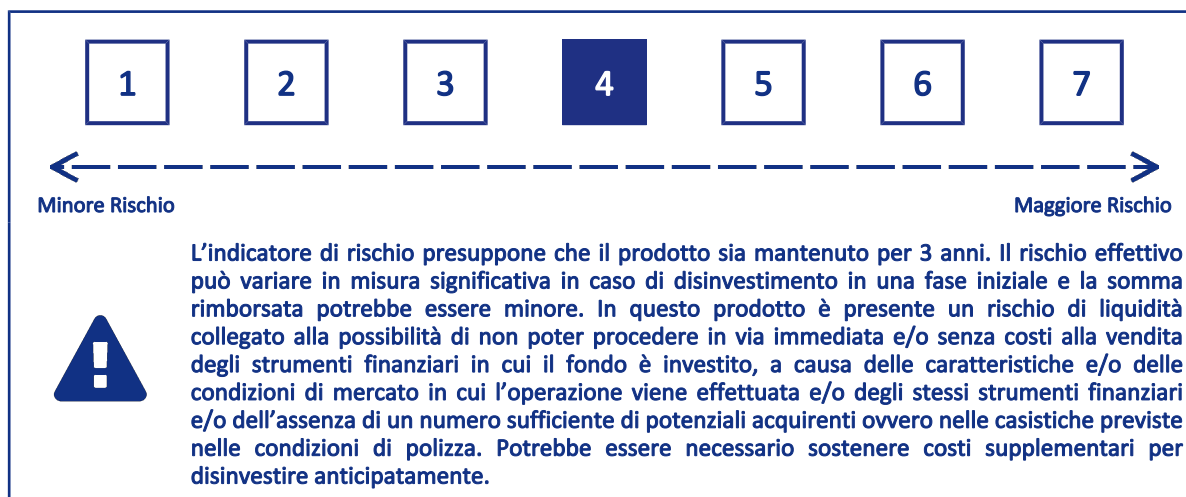 1 2 3 4 5 6 7
Minore Rischio Maggiore Rischio
L'indicatore di rischio presuppone che il prodotto sia mantenuto per 3 anni. Il rischio effettivo
può variare in misura significativa in caso di disinvestimento in una fase iniziale e la somma
rimborsata potrebbe essere minore. In questo prodotto è presente un rischio di liquidità
collegato alla possibilità di non poter procedere in via immediata e/o senza costi alla vendita
degli strumenti finanziari in cui il fondo è investito, a causa delle caratteristiche e/o delle
condizioni di mercato in cui l'operazione viene effettuata e/o degli stessi strumenti finanziari
e/o dell'assenza di un numero sufficiente di potenziali acquirenti ovvero nelle casistiche previste
nelle condizioni di polizza. Potrebbe essere necessario sostenere costi supplementari per
disinvestire anticipatamente.